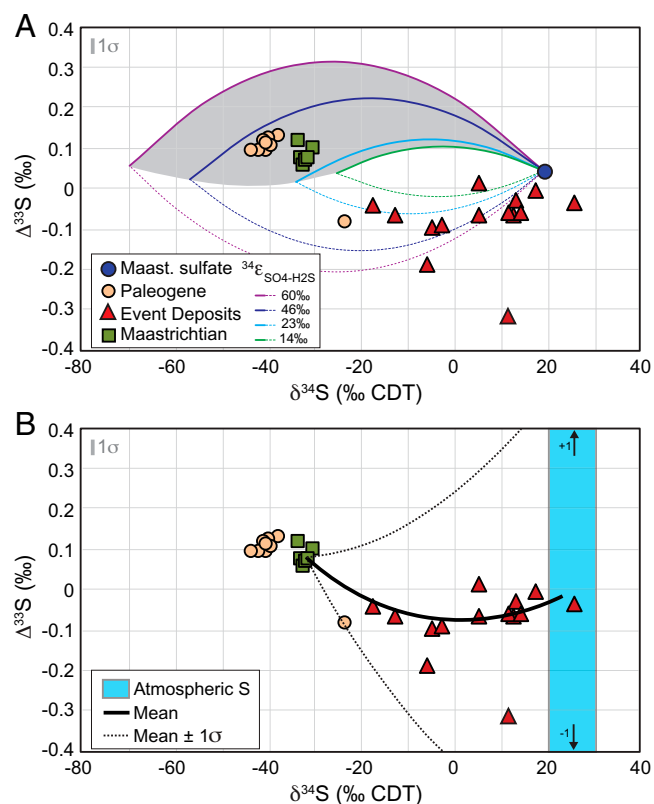 A
1σ
0.4
0.3
0.2
0.1
0
-0.1
-0.2
-0.3
-0.4
Δ³³S (‰)
Maast. sulfate
Paleogene
Event Deposits
Maastrichtian
³⁴ε SO4-H2S
60‰
46‰
23‰
14‰
-80 -60 -40 -20 0 20 40
δ³⁴S (‰ CDT)
B
1σ
+1
0.4
0.3
0.2
0.1
0
-0.1
-0.2
-0.3
-0.4
Δ³³S (‰)
Atmospheric S
Mean
Mean ± 1σ
-1
-80 -60 -40 -20 0 20 40
δ³⁴S (‰ CDT)